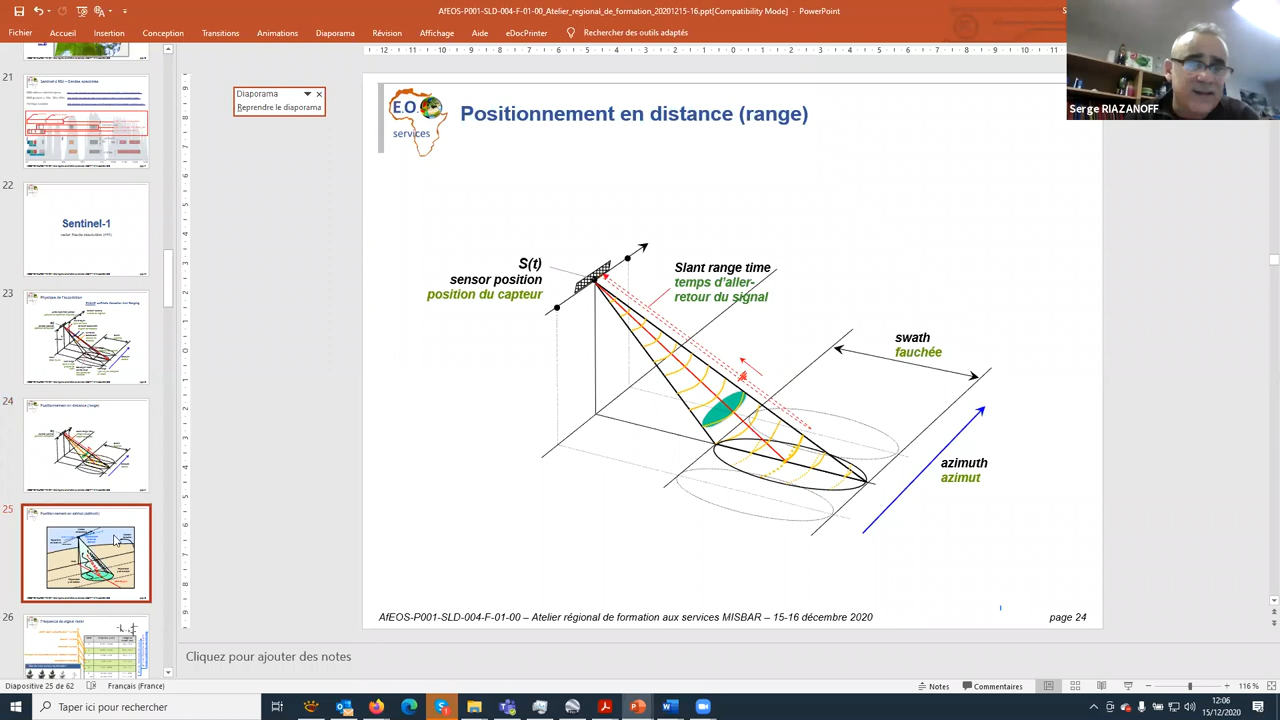 AfEOS-P001-SLD-004-F-01-00_Atelier_regional_de_formation_20201215-16.ppt[Compatibility Mode] - PowerPoint
Fichier Accueil Insertion Conception Transitions Animations Diaporama Révision Affichage Aide eDocPrinter Rechercher des outils adaptés
Serge RIAZANOFF
Diaporama
Reprendre le diaporama
21
22
Sentinel-1
24
25
26
E.O.
services
Positionnement en distance (range)
S(t)
sensor position
position du capteur
Slant range time
temps d'aller-
retour du signal
swath
fauchée
azimuth
azimut
AfEOS-P001-SLD-004-F-01-00 – Atelier régional de formation aux services MISBAR – 15-16 décembre 2020 page 24
Cliquez pour ajouter des notes
Diapositive 25 de 62 Français (France) Notes Commentaires 116 %
Taper ici pour rechercher
12:06
15/12/2020